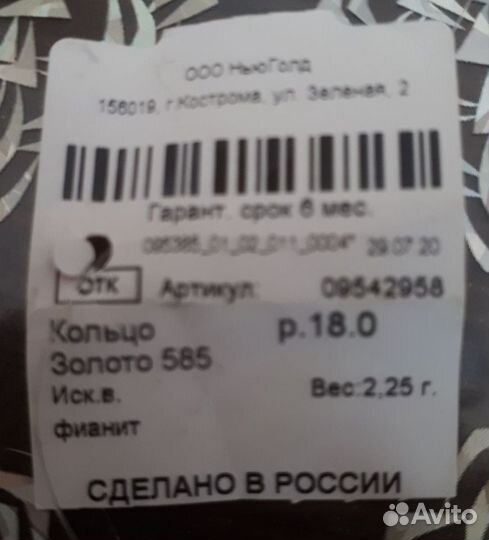 ООО НьюГолд
156019, г.Кострома, ул. Зеленая, 2
Гарант. срок 6 мес.
095385_01_02_011_0004* 29 07 20
ОТК Артикул: 09542958
Кольцо р.18.0
Золото 585
Иск.в. Вес:2,25 г.
фианит
СДЕЛАНО В РОССИИ
Avito